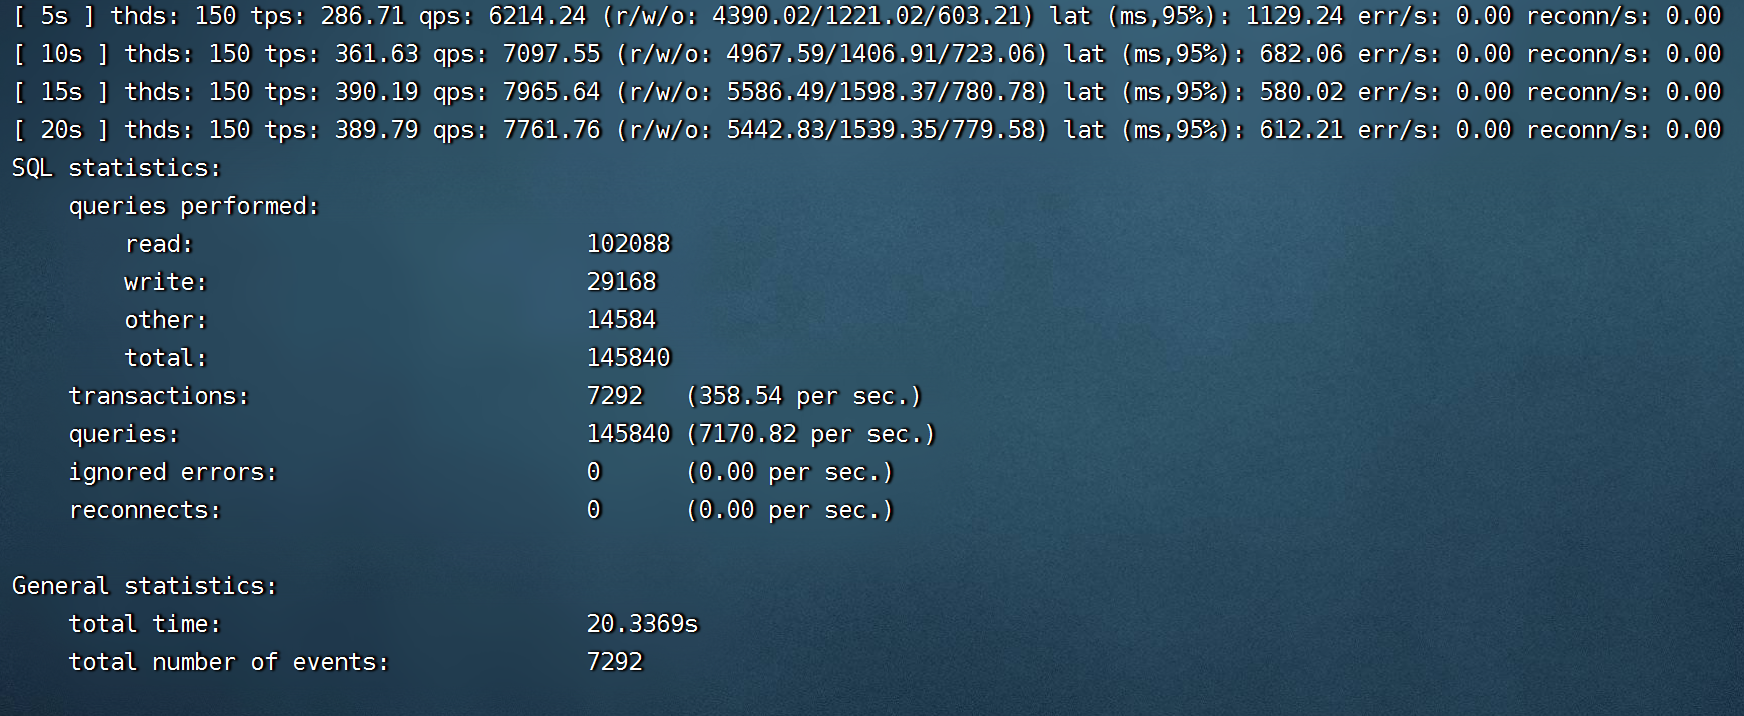 [ 5s ] thds: 150 tps: 286.71 qps: 6214.24 (r/w/o: 4390.02/1221.02/603.21) lat (ms,95%): 1129.24 err/s: 0.00 reconn/s: 0.00
[ 10s ] thds: 150 tps: 361.63 qps: 7097.55 (r/w/o: 4967.59/1406.91/723.06) lat (ms,95%): 682.06 err/s: 0.00 reconn/s: 0.00
[ 15s ] thds: 150 tps: 390.19 qps: 7965.64 (r/w/o: 5586.49/1598.37/780.78) lat (ms,95%): 580.02 err/s: 0.00 reconn/s: 0.00
[ 20s ] thds: 150 tps: 389.79 qps: 7761.76 (r/w/o: 5442.83/1539.35/779.58) lat (ms,95%): 612.21 err/s: 0.00 reconn/s: 0.00
SQL statistics:
    queries performed:
        read:                            102088
        write:                           29168
        other:                           14584
        total:                           145840
    transactions:                        7292   (358.54 per sec.)
    queries:                             145840 (7170.82 per sec.)
    ignored errors:                      0      (0.00 per sec.)
    reconnects:                          0      (0.00 per sec.)

General statistics:
    total time:                          20.3369s
    total number of events:              7292